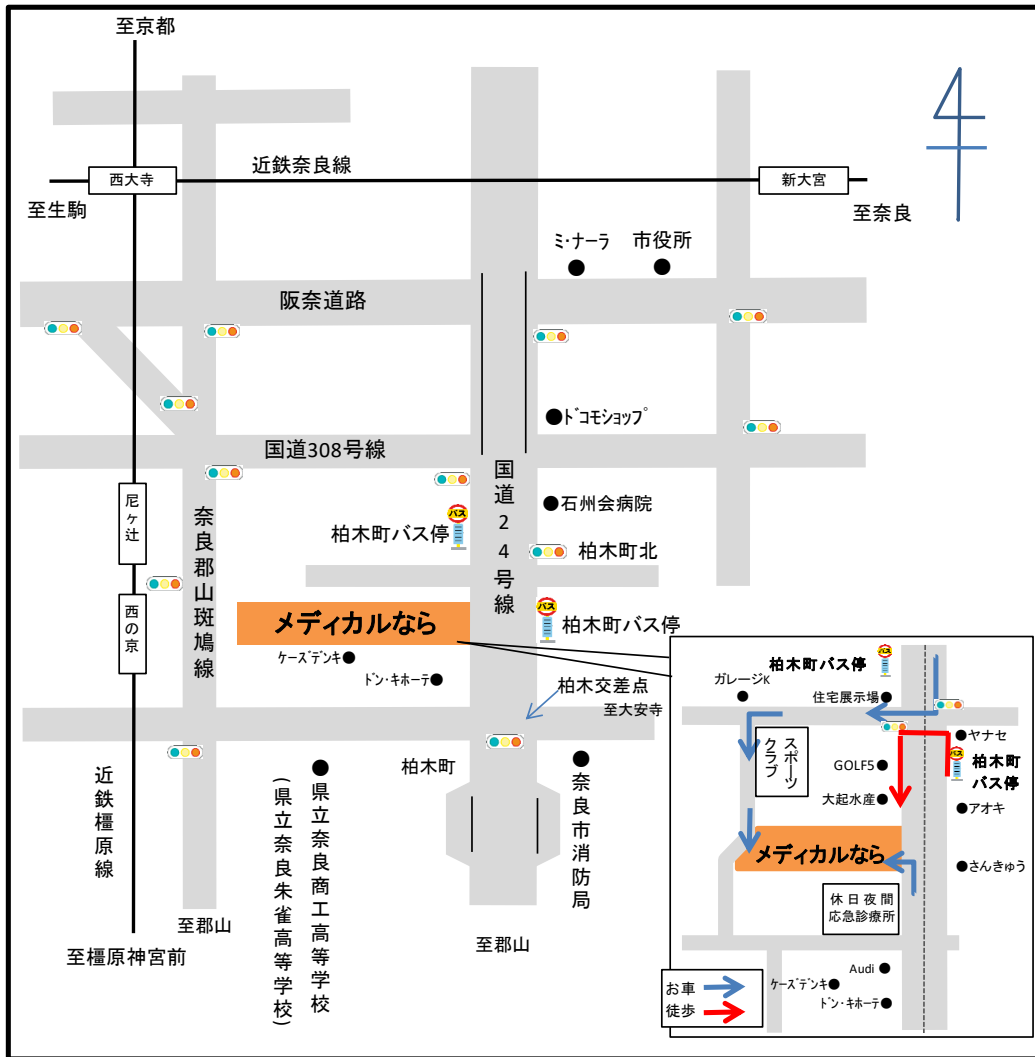 至京都
近鉄奈良線
西大寺
新大宮
至生駒
至奈良
ミ・ナーラ
市役所
阪奈道路
ドコモショップ
国道308号線
国道24号線
尼ヶ辻
奈良郡山斑鳩線
柏木町バス停
バス
石州会病院
柏木町北
西の京
メディカルなら
バス
柏木町バス停
ケーズデンキ
ドン・キホーテ
柏木交差点
至大安寺
柏木町
近鉄橿原線
県立奈良商工高等学校
(県立奈良朱雀高等学校)
奈良市消防局
至郡山
至郡山
至橿原神宮前
柏木町バス停
バス
ガレージK
住宅展示場
ヤナセ
スポーツ
クラブ
GOLF5
バス
柏木町
バス停
大起水産
アオキ
メディカルなら
さんきゅう
休日夜間
応急診療所
Audi
ケーズデンキ
ドン・キホーテ
お車
徒歩